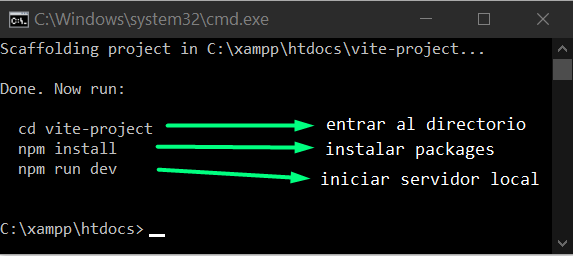 C:\Windows\system32\cmd.exe
Scaffolding project in C:\xampp\htdocs\vite-project...
Done. Now run:
cd vite-project entrar al directorio
npm install instalar packages
npm run dev iniciar servidor local
C:\xampp\htdocs>